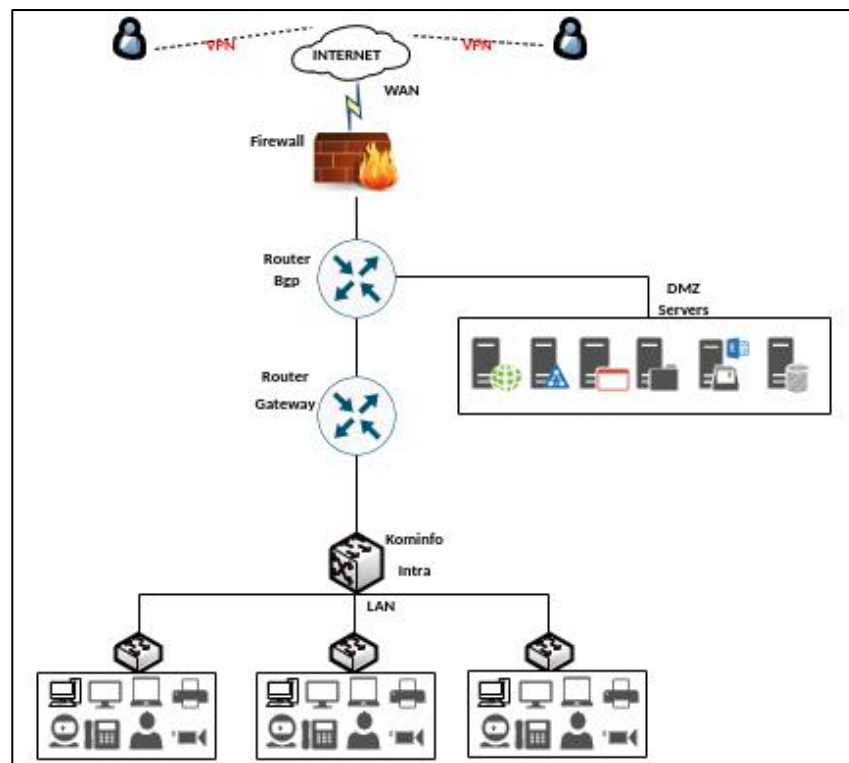 VPN
INTERNET
VPN
WAN
Firewall
Router
Bgp
DMZ
Servers
Router
Gateway
Kominfo
Intra
LAN